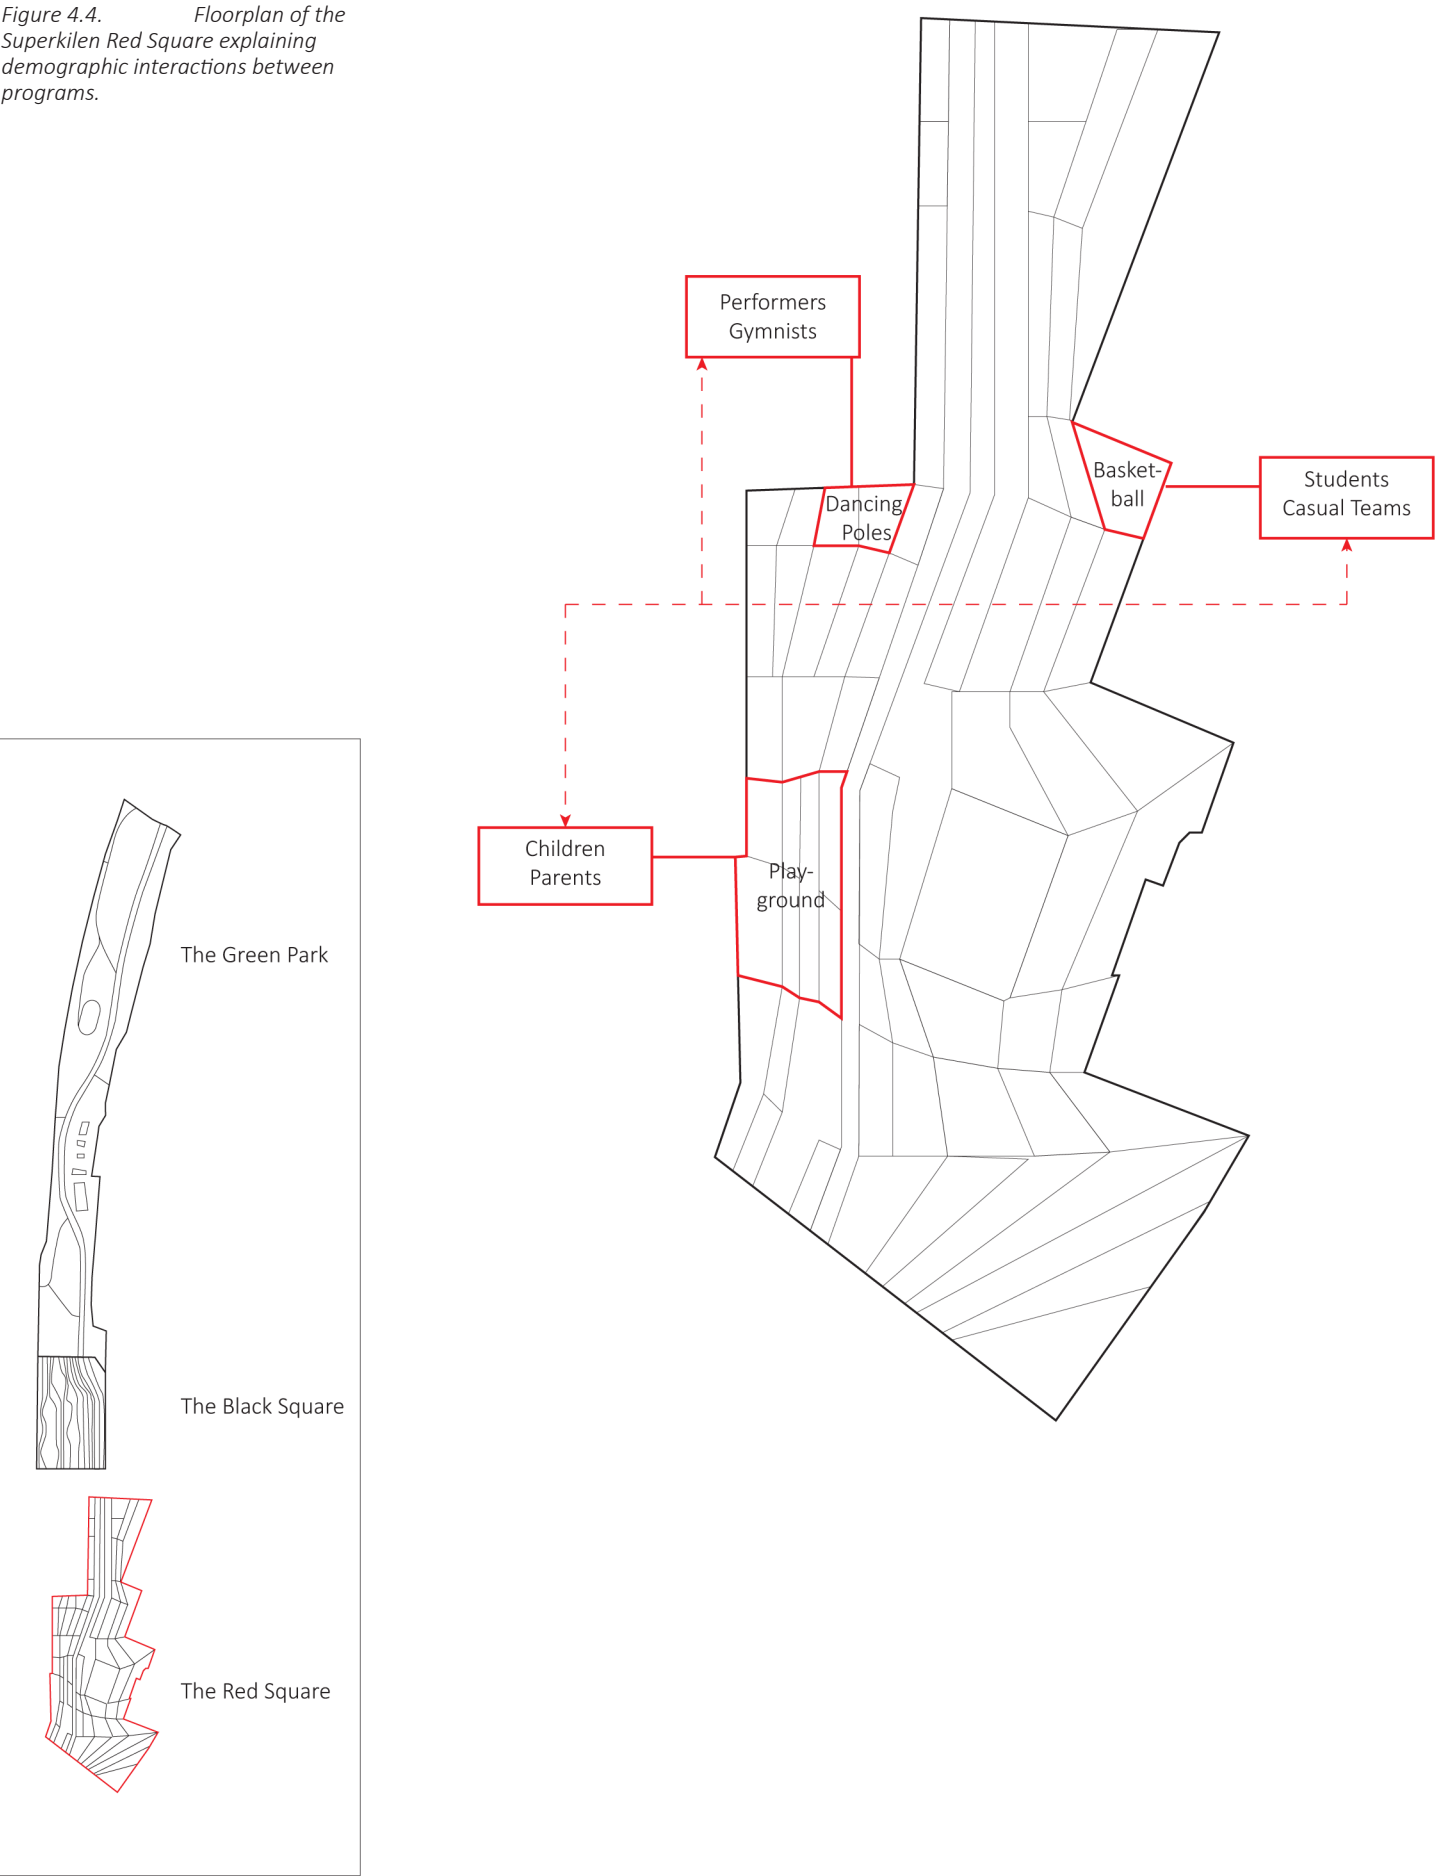 Figure 4.4. Floorplan of the
Superkilen Red Square explaining
demographic interactions between
programs.
Performers
Gymnists
Basket-
ball
Students
Casual Teams
Dancing
Poles
Children
Parents
Play-
ground
The Green Park
The Black Square
The Red Square